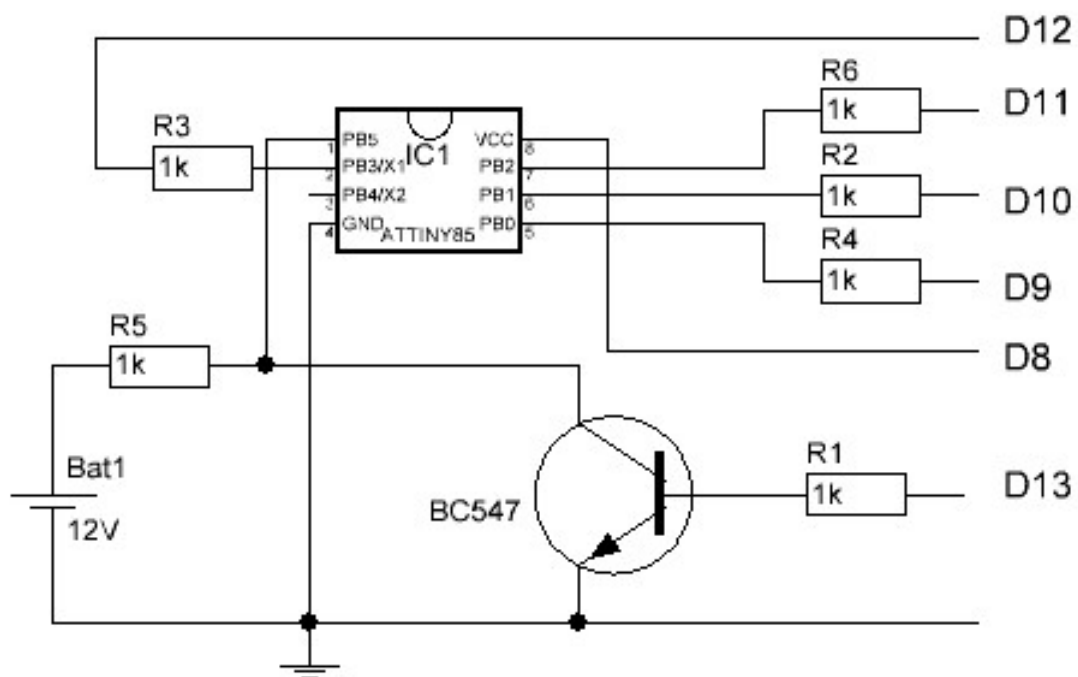 D12
R6
1k
D11
R3
1k
PB5
1
VCC
8
IC1
PB3/X1
2
PB2
7
R2
1k
D10
PB4/X2
3
PB1
6
GND
4
PB0
5
ATTINY85
R4
1k
D9
R5
1k
D8
Bat1
12V
BC547
R1
1k
D13